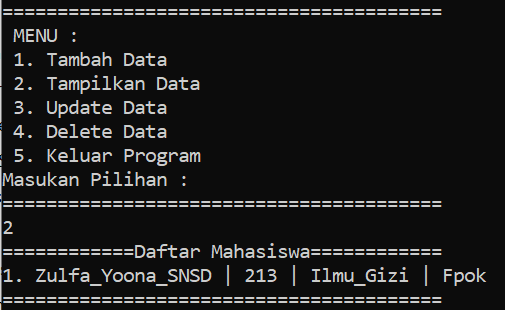 ========================================
MENU :
1. Tambah Data
2. Tampilkan Data
3. Update Data
4. Delete Data
5. Keluar Program
Masukan Pilihan :
========================================
2
============Daftar Mahasiswa============
1. Zulfa_Yoona_SNSD | 213 | Ilmu_Gizi | Fpok
========================================